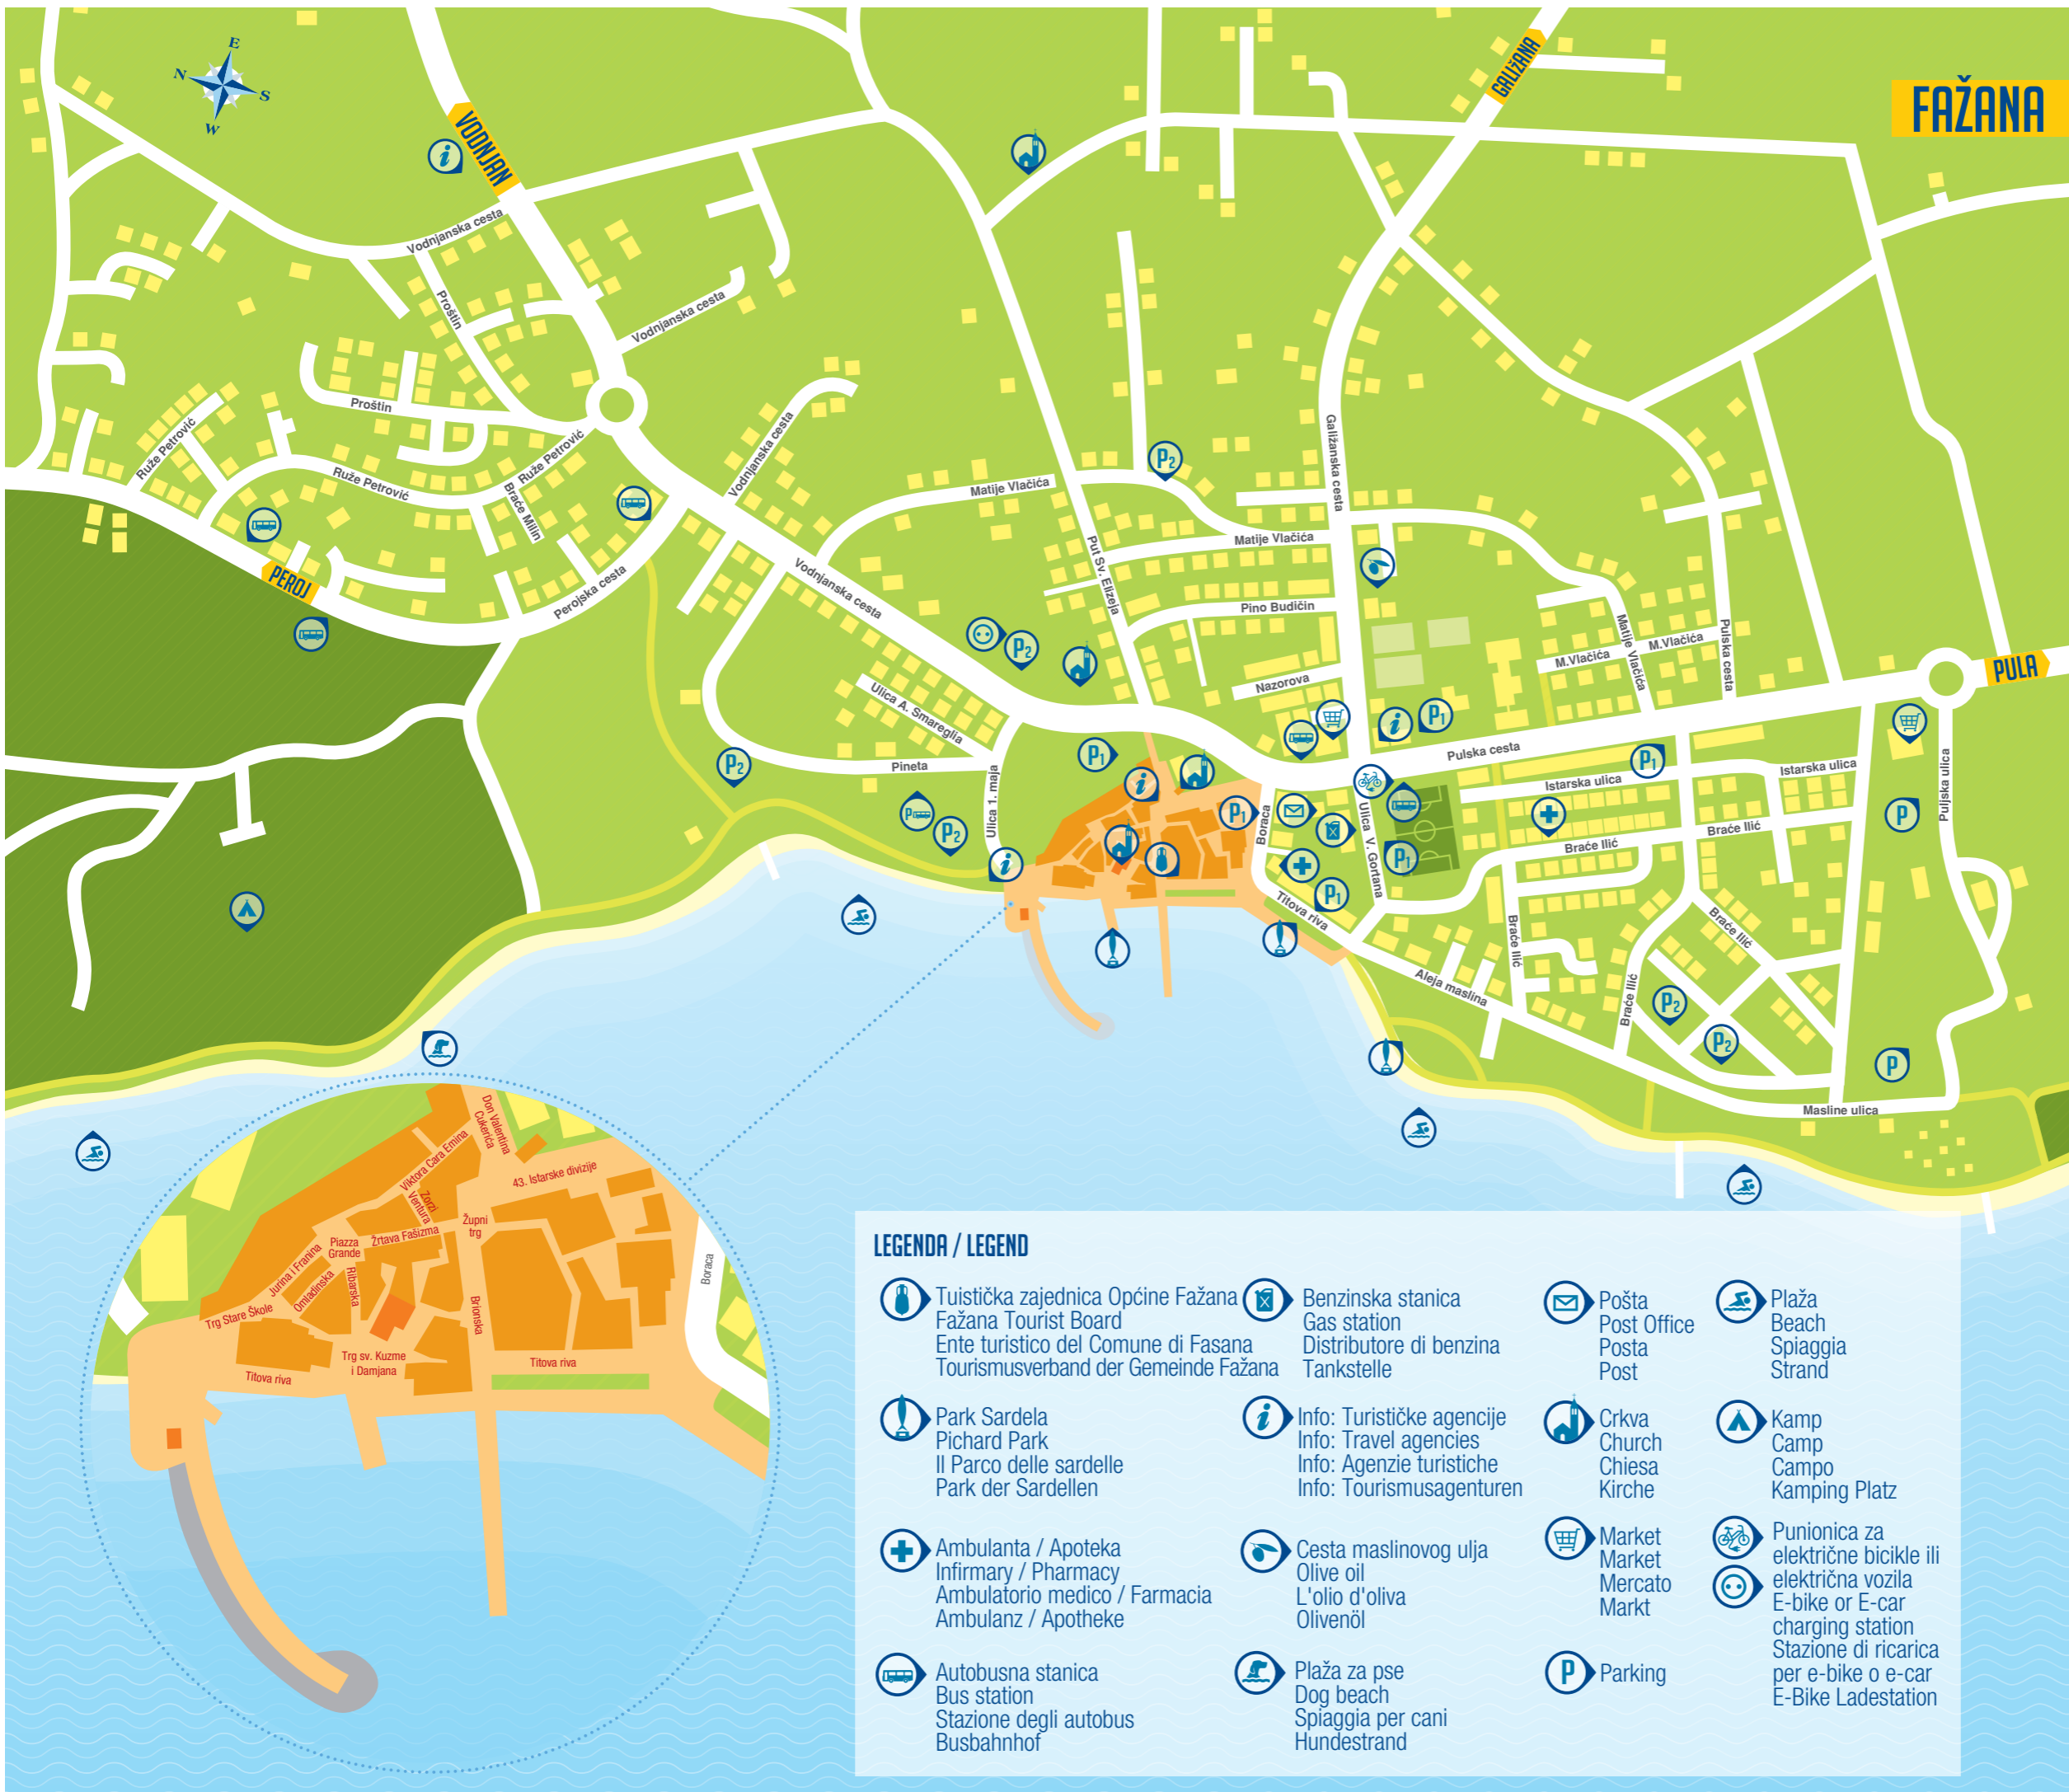 E
N
S
W
VODNJAN
GALIŽANA
FAŽANA
Vodnjanska cesta
Proštin
Vodnjanska cesta
Proštin
Ruže Petrović
Ruže Petrović
Ruže Petrović
Braće Milin
Vodnjanska cesta
Matije Vlačića
P2
Galižanska cesta
PEROJ
Perojska cesta
Vodnjanska cesta
Put Sv. Elizeja
Matije Vlačića
Pino Budičin
P2
Matije Vlačića
M.Vlačića
M.Vlačića
Pulska cesta
PULA
Nazorova
Ulica A. Smareglia
P1
P1
Pulska cesta
P1
P2
Pineta
Istarska ulica
Istarska ulica
Puljska ulica
Ulica 1. maja
P
P2
P1
Boraca
Ulica V. Gortana
P1
P1
Braće Ilić
Braće Ilić
P
Titova riva
Braće Ilić
Braće Ilić
Aleja maslina
Braće Ilić
P2
P2
P
Masline ulica
Don Valentina
Cukerića
Viktora Cara Emina
43. Istarske divizije
Zorzi
Ventura
Župni
trg
Žrtava Fašizma
Piazza
Grande
Jurina i Franina
Omladinska
Ribarska
Trg Stare Škole
Brionska
Boraca
Trg sv. Kuzme
i Damjana
Titova riva
Titova riva
LEGENDA / LEGEND
Tuistička zajednica Općine Fažana
Fažana Tourist Board
Ente turistico del Comune di Fasana
Tourismusverband der Gemeinde Fažana
Benzinska stanica
Gas station
Distributore di benzina
Tankstelle
Pošta
Post Office
Posta
Post
Plaža
Beach
Spiaggia
Strand
Park Sardela
Pichard Park
Il Parco delle sardelle
Park der Sardellen
Info: Turističke agencije
Info: Travel agencies
Info: Agenzie turistiche
Info: Tourismusagenturen
Crkva
Church
Chiesa
Kirche
Kamp
Camp
Campo
Kamping Platz
Ambulanta / Apoteka
Infirmary / Pharmacy
Ambulatorio medico / Farmacia
Ambulanz / Apotheke
Cesta maslinovog ulja
Olive oil
L'olio d'oliva
Olivenöl
Market
Market
Mercato
Markt
Punionica za
električne bicikle ili
električna vozila
E-bike or E-car
charging station
Stazione di ricarica
per e-bike o e-car
E-Bike Ladestation
Autobusna stanica
Bus station
Stazione degli autobus
Busbahnhof
Plaža za pse
Dog beach
Spiaggia per cani
Hundestrand
P
Parking